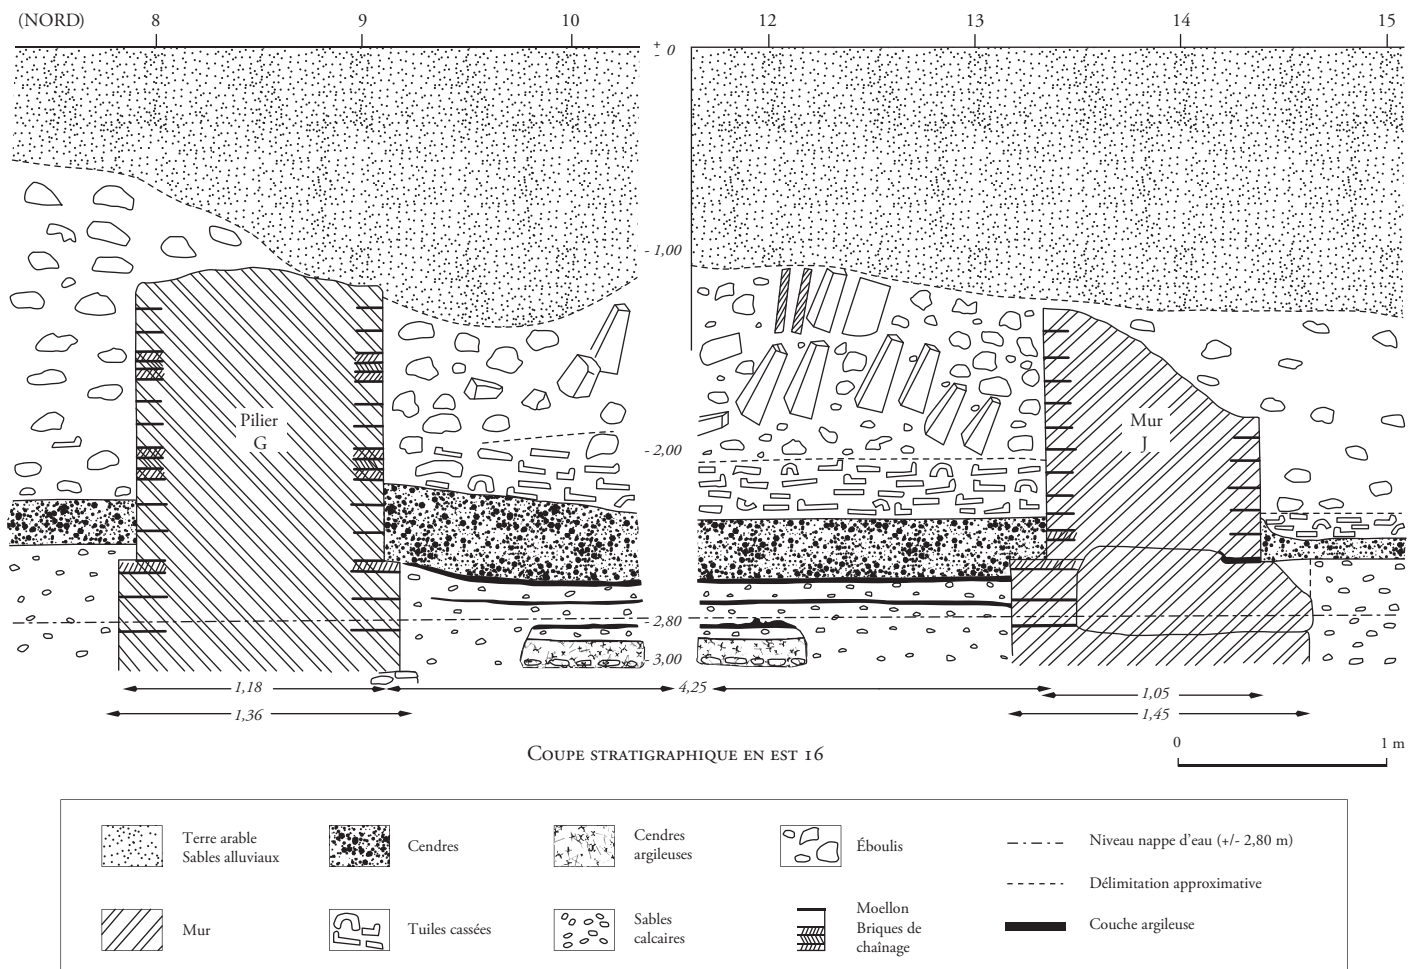 (NORD) 8 9 10 12 13 14 15
+
- 0
- 1,00
Pilier
G
Mur
J
- 2,00
- 2,80
- 3,00
1,18 4,25 1,05
1,36 1,45
COUPE STRATIGRAPHIQUE EN EST 16
0 1 m
Terre arable
Sables alluviaux
Cendres
Cendres
argileuses
Éboulis
Niveau nappe d'eau (+/- 2,80 m)
Délimitation approximative
Mur
Tuiles cassées
Sables
calcaires
Moellon
Briques de
chaînage
Couche argileuse